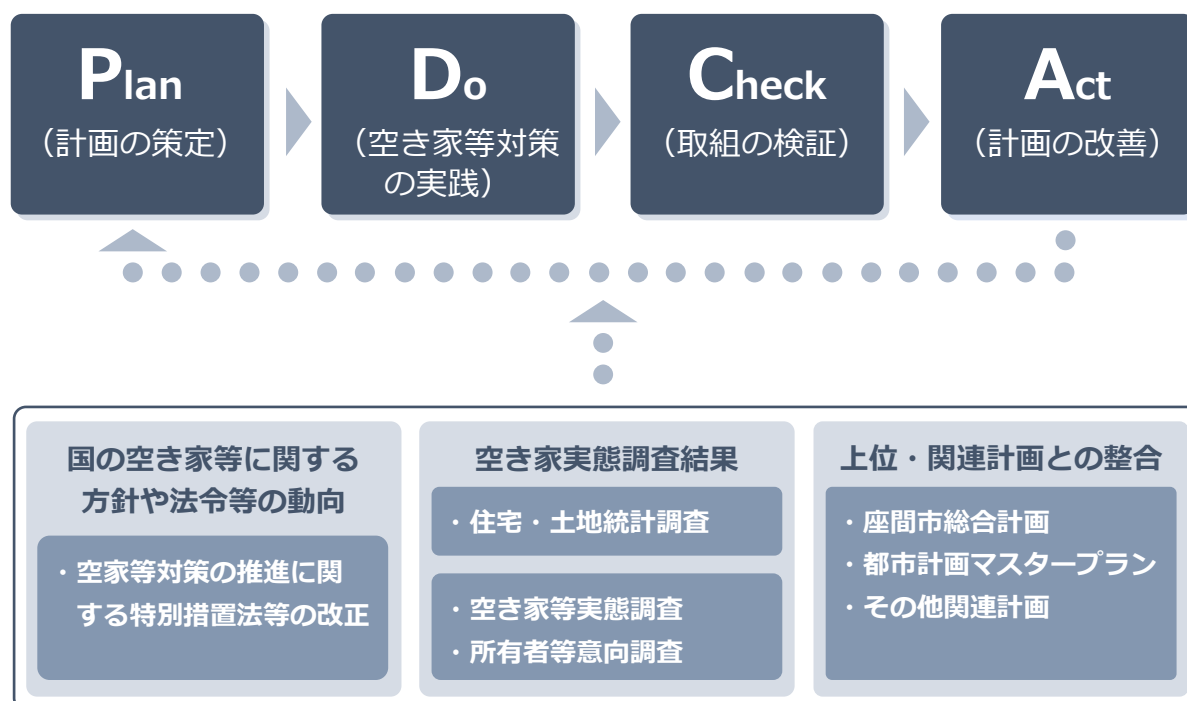 Plan
（計画の策定）
Do
（空き家等対策
の実践）
Check
（取組の検証）
Act
（計画の改善）
国の空き家等に関する
方針や法令等の動向
・空家等対策の推進に関
する特別措置法等の改正
空き家実態調査結果
・住宅・土地統計調査
・空き家等実態調査
・所有者等意向調査
上位・関連計画との整合
・座間市総合計画
・都市計画マスタープラン
・その他関連計画